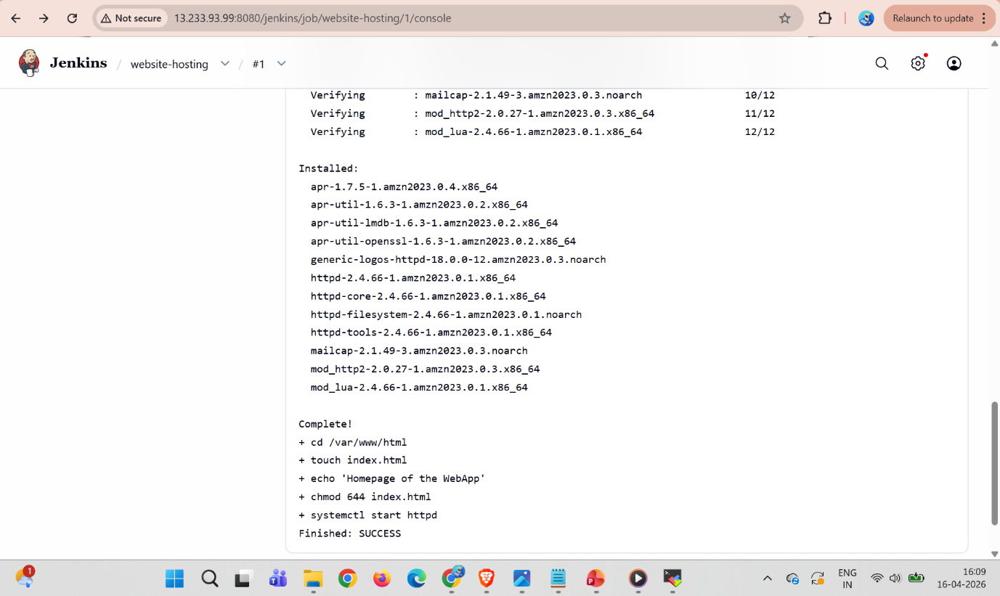 Not secure
13.233.93.99:8080/jenkins/job/website-hosting/1/console
Relaunch to update
Jenkins / website-hosting / #1
Verifying : mailcap-2.1.49-3.amzn2023.0.3.noarch 10/12
Verifying : mod_http2-2.0.27-1.amzn2023.0.3.x86_64 11/12
Verifying : mod_lua-2.4.66-1.amzn2023.0.1.x86_64 12/12
Installed:
apr-1.7.5-1.amzn2023.0.4.x86_64
apr-util-1.6.3-1.amzn2023.0.2.x86_64
apr-util-lmdb-1.6.3-1.amzn2023.0.2.x86_64
apr-util-openssl-1.6.3-1.amzn2023.0.2.x86_64
generic-logos-httpd-18.0.0-12.amzn2023.0.3.noarch
httpd-2.4.66-1.amzn2023.0.1.x86_64
httpd-core-2.4.66-1.amzn2023.0.1.x86_64
httpd-filesystem-2.4.66-1.amzn2023.0.1.noarch
httpd-tools-2.4.66-1.amzn2023.0.1.x86_64
mailcap-2.1.49-3.amzn2023.0.3.noarch
mod_http2-2.0.27-1.amzn2023.0.3.x86_64
mod_lua-2.4.66-1.amzn2023.0.1.x86_64
Complete!
+ cd /var/www/html
+ touch index.html
+ echo 'Homepage of the WebApp'
+ chmod 644 index.html
+ systemctl start httpd
Finished: SUCCESS
1
ENG
IN
16:09
16-04-2026